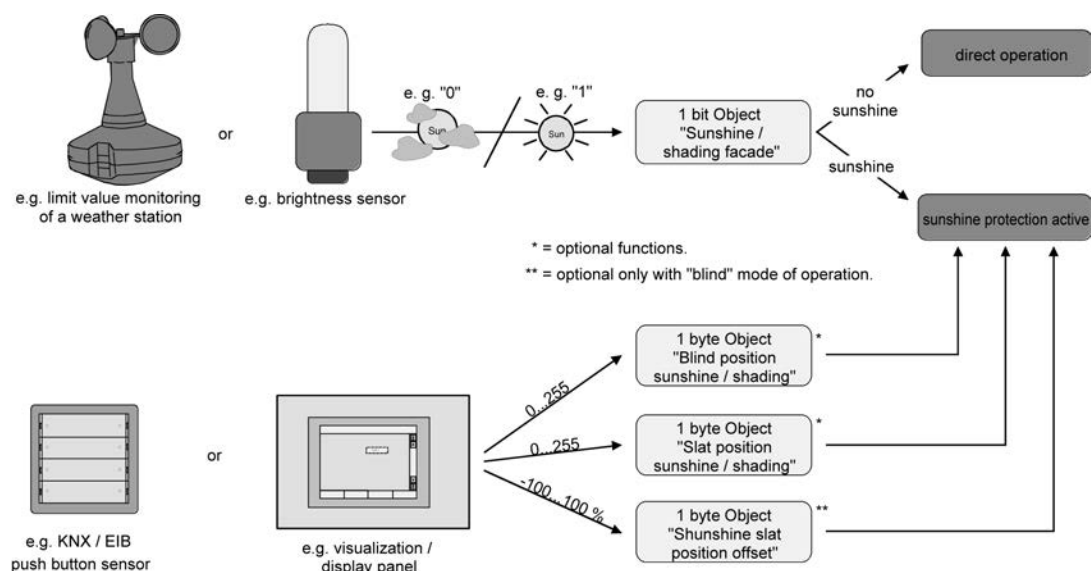 direct operation
e. g. "0"
e. g. "1"
no
sunshine
Sun
Sun
1 bit Object
"Sunshine /
shading facade"
or
sunshine
e.g. limit value monitoring
of a weather station
e.g. brightness sensor
sunshine protection active
* = optional functions.
** = optional only with "blind" mode of operation.
1 byte Object
"Blind position
sunshine / shading"
*
0...255
1 byte Object
"Slat position
sunshine / shading"
*
0...255
or
-100...100 %
1 byte Object
"Shunshine slat
position offset"
**
e.g. KNX / EIB
push button sensor
e.g. visualization /
display panel